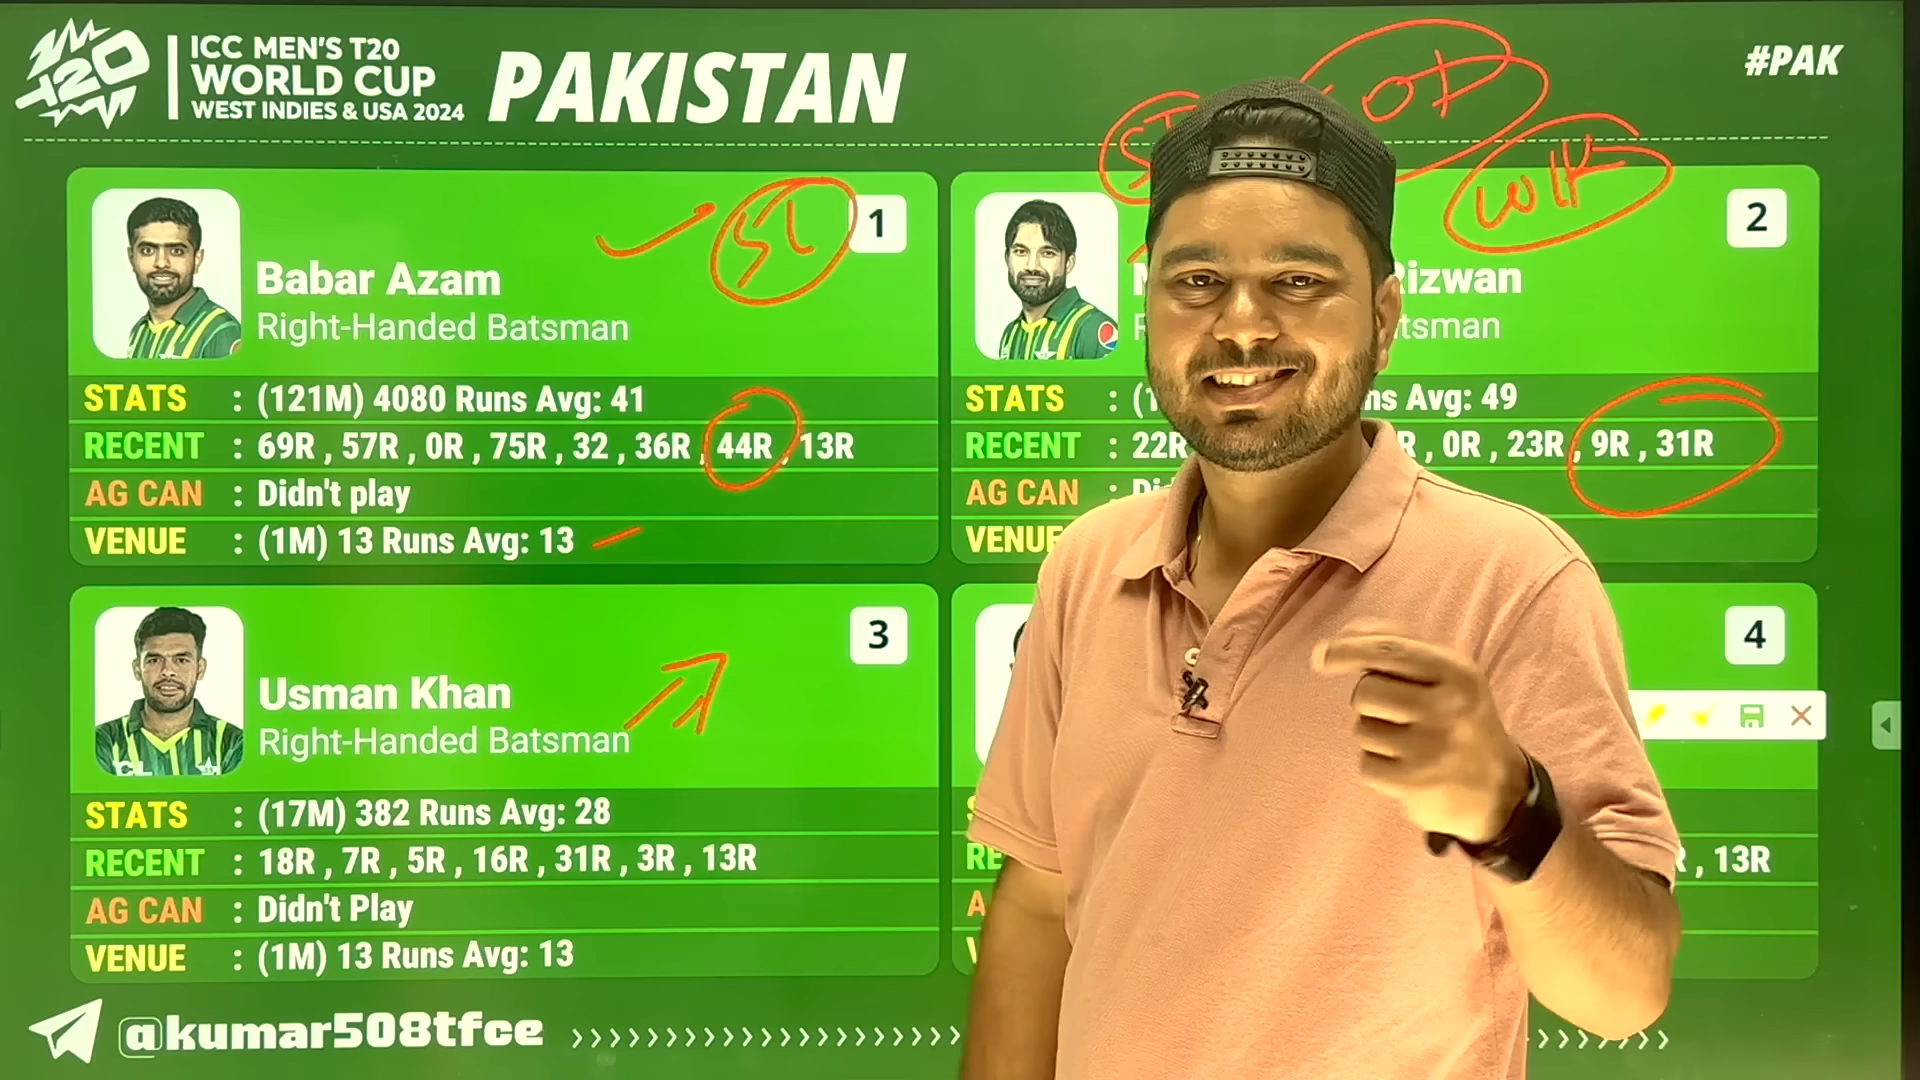 ICC MEN'S T20
WORLD CUP
WEST INDIES & USA 2024
PAKISTAN
#PAK
T20
SL
1
Babar Azam
Right-Handed Batsman
STATS : (121M) 4080 Runs Avg: 41
RECENT : 69R , 57R , 0R , 75R , 32 , 36R , 44R , 13R
AG CAN : Didn't play
VENUE : (1M) 13 Runs Avg: 13
WK
2
Rizwan
STATS : Avg: 49
RECENT : 22R , 0R , 23R , 9R , 31R
AG CAN :
VENUE
3
Usman Khan
Right-Handed Batsman
STATS : (17M) 382 Runs Avg: 28
RECENT : 18R , 7R , 5R , 16R , 31R , 3R , 13R
AG CAN : Didn't Play
VENUE : (1M) 13 Runs Avg: 13
4
, 13R
@kumar508tfce